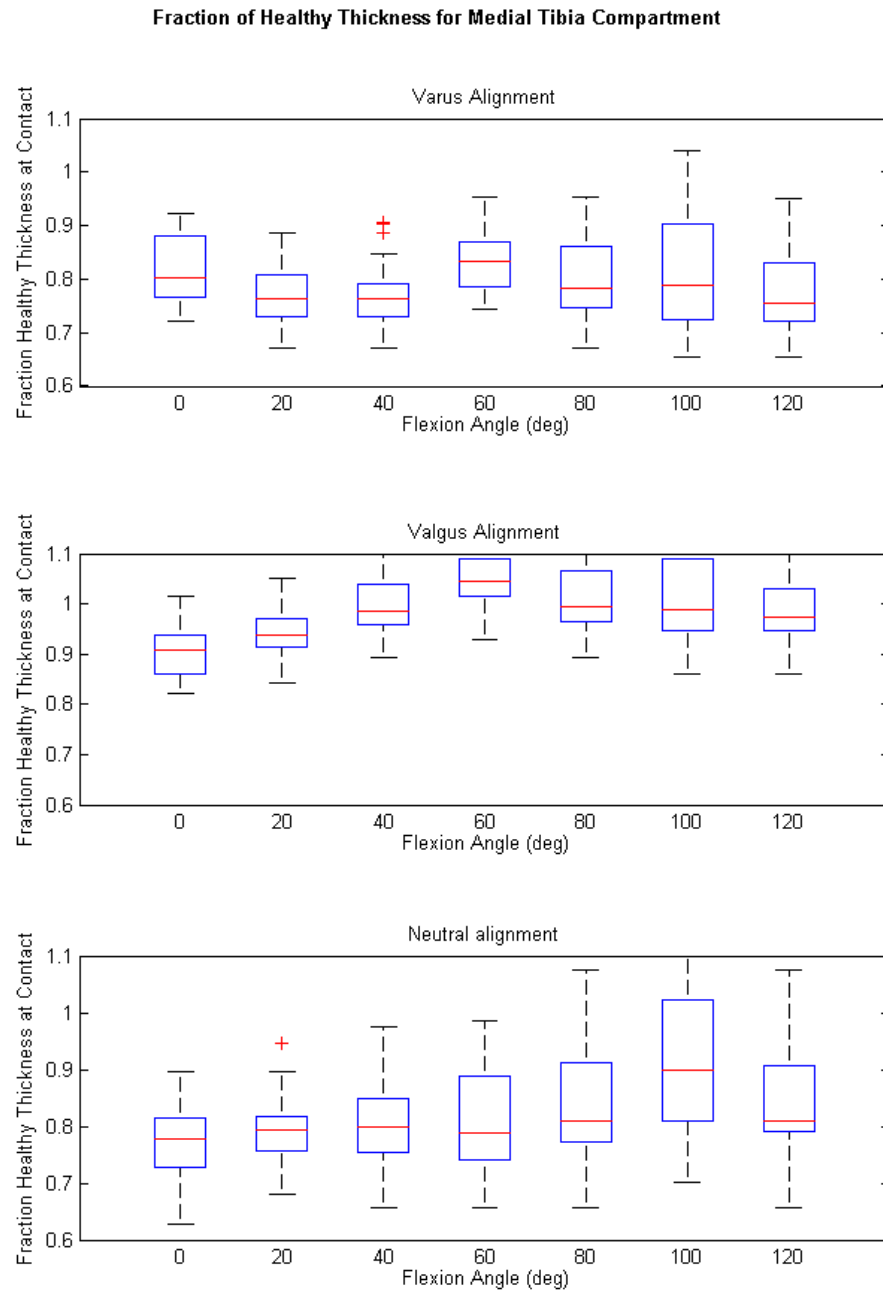 Fraction of Healthy Thickness for Medial Tibia Compartment
Varus Alignment
Fraction Healthy Thickness at Contact
1.1
1
0.9
0.8
0.7
0.6
0 20 40 60 80 100 120
Flexion Angle (deg)
Valgus Alignment
Fraction Healthy Thickness at Contact
1.1
1
0.9
0.8
0.7
0.6
0 20 40 60 80 100 120
Flexion Angle (deg)
Neutral alignment
Fraction Healthy Thickness at Contact
1.1
1
0.9
0.8
0.7
0.6
0 20 40 60 80 100 120
Flexion Angle (deg)